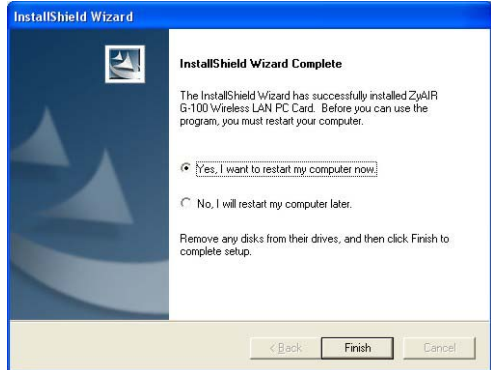 InstallShield Wizard
InstallShield Wizard Complete
The InstallShield Wizard has successfully installed ZyAIR
G-100 Wireless LAN PC Card. Before you can use the
program, you must restart your computer.
Yes, I want to restart my computer now.
No, I will restart my computer later.
Remove any disks from their drives, and then click Finish to
complete setup.
< Back Finish Cancel